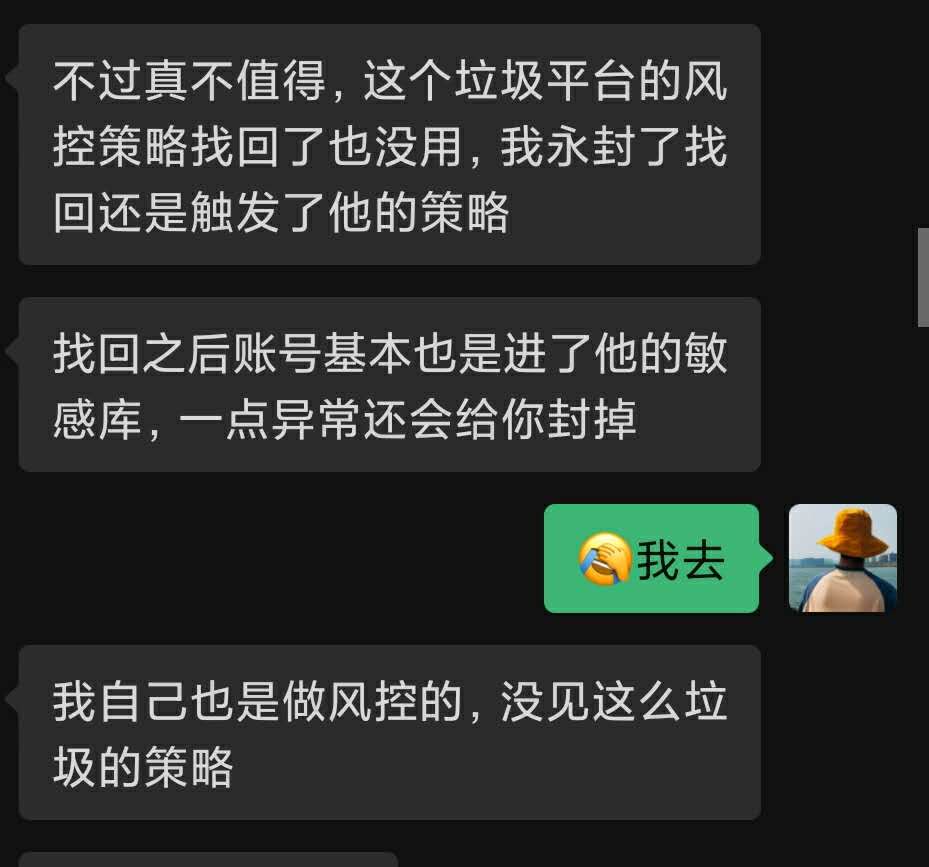 不过真不值得，这个垃圾平台的风
控策略找回了也没用，我永封了找
回还是触发了他的策略
找回之后账号基本也是进了他的敏
感库，一点异常还会给你封掉
🤦我去
我自己也是做风控的，没见这么垃
圾的策略